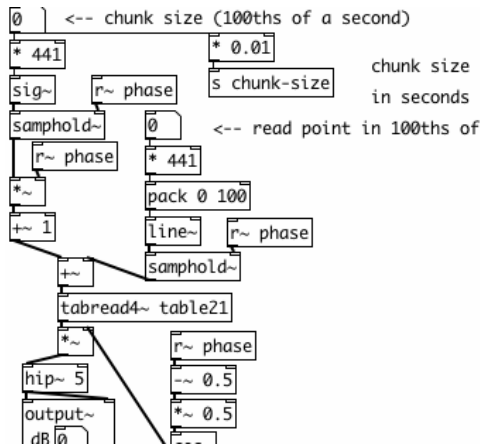 0 <-- chunk size (100ths of a second)
* 441
* 0.01
chunk size
sig~
r~ phase
s chunk-size
in seconds
samphold~
0
<-- read point in 100ths of
r~ phase
* 441
*~
pack 0 100
+~ 1
line~
r~ phase
+~
samphold~
tabread4~ table21
*~
r~ phase
hip~ 5
-~ 0.5
output~
*~ 0.5
dB 0